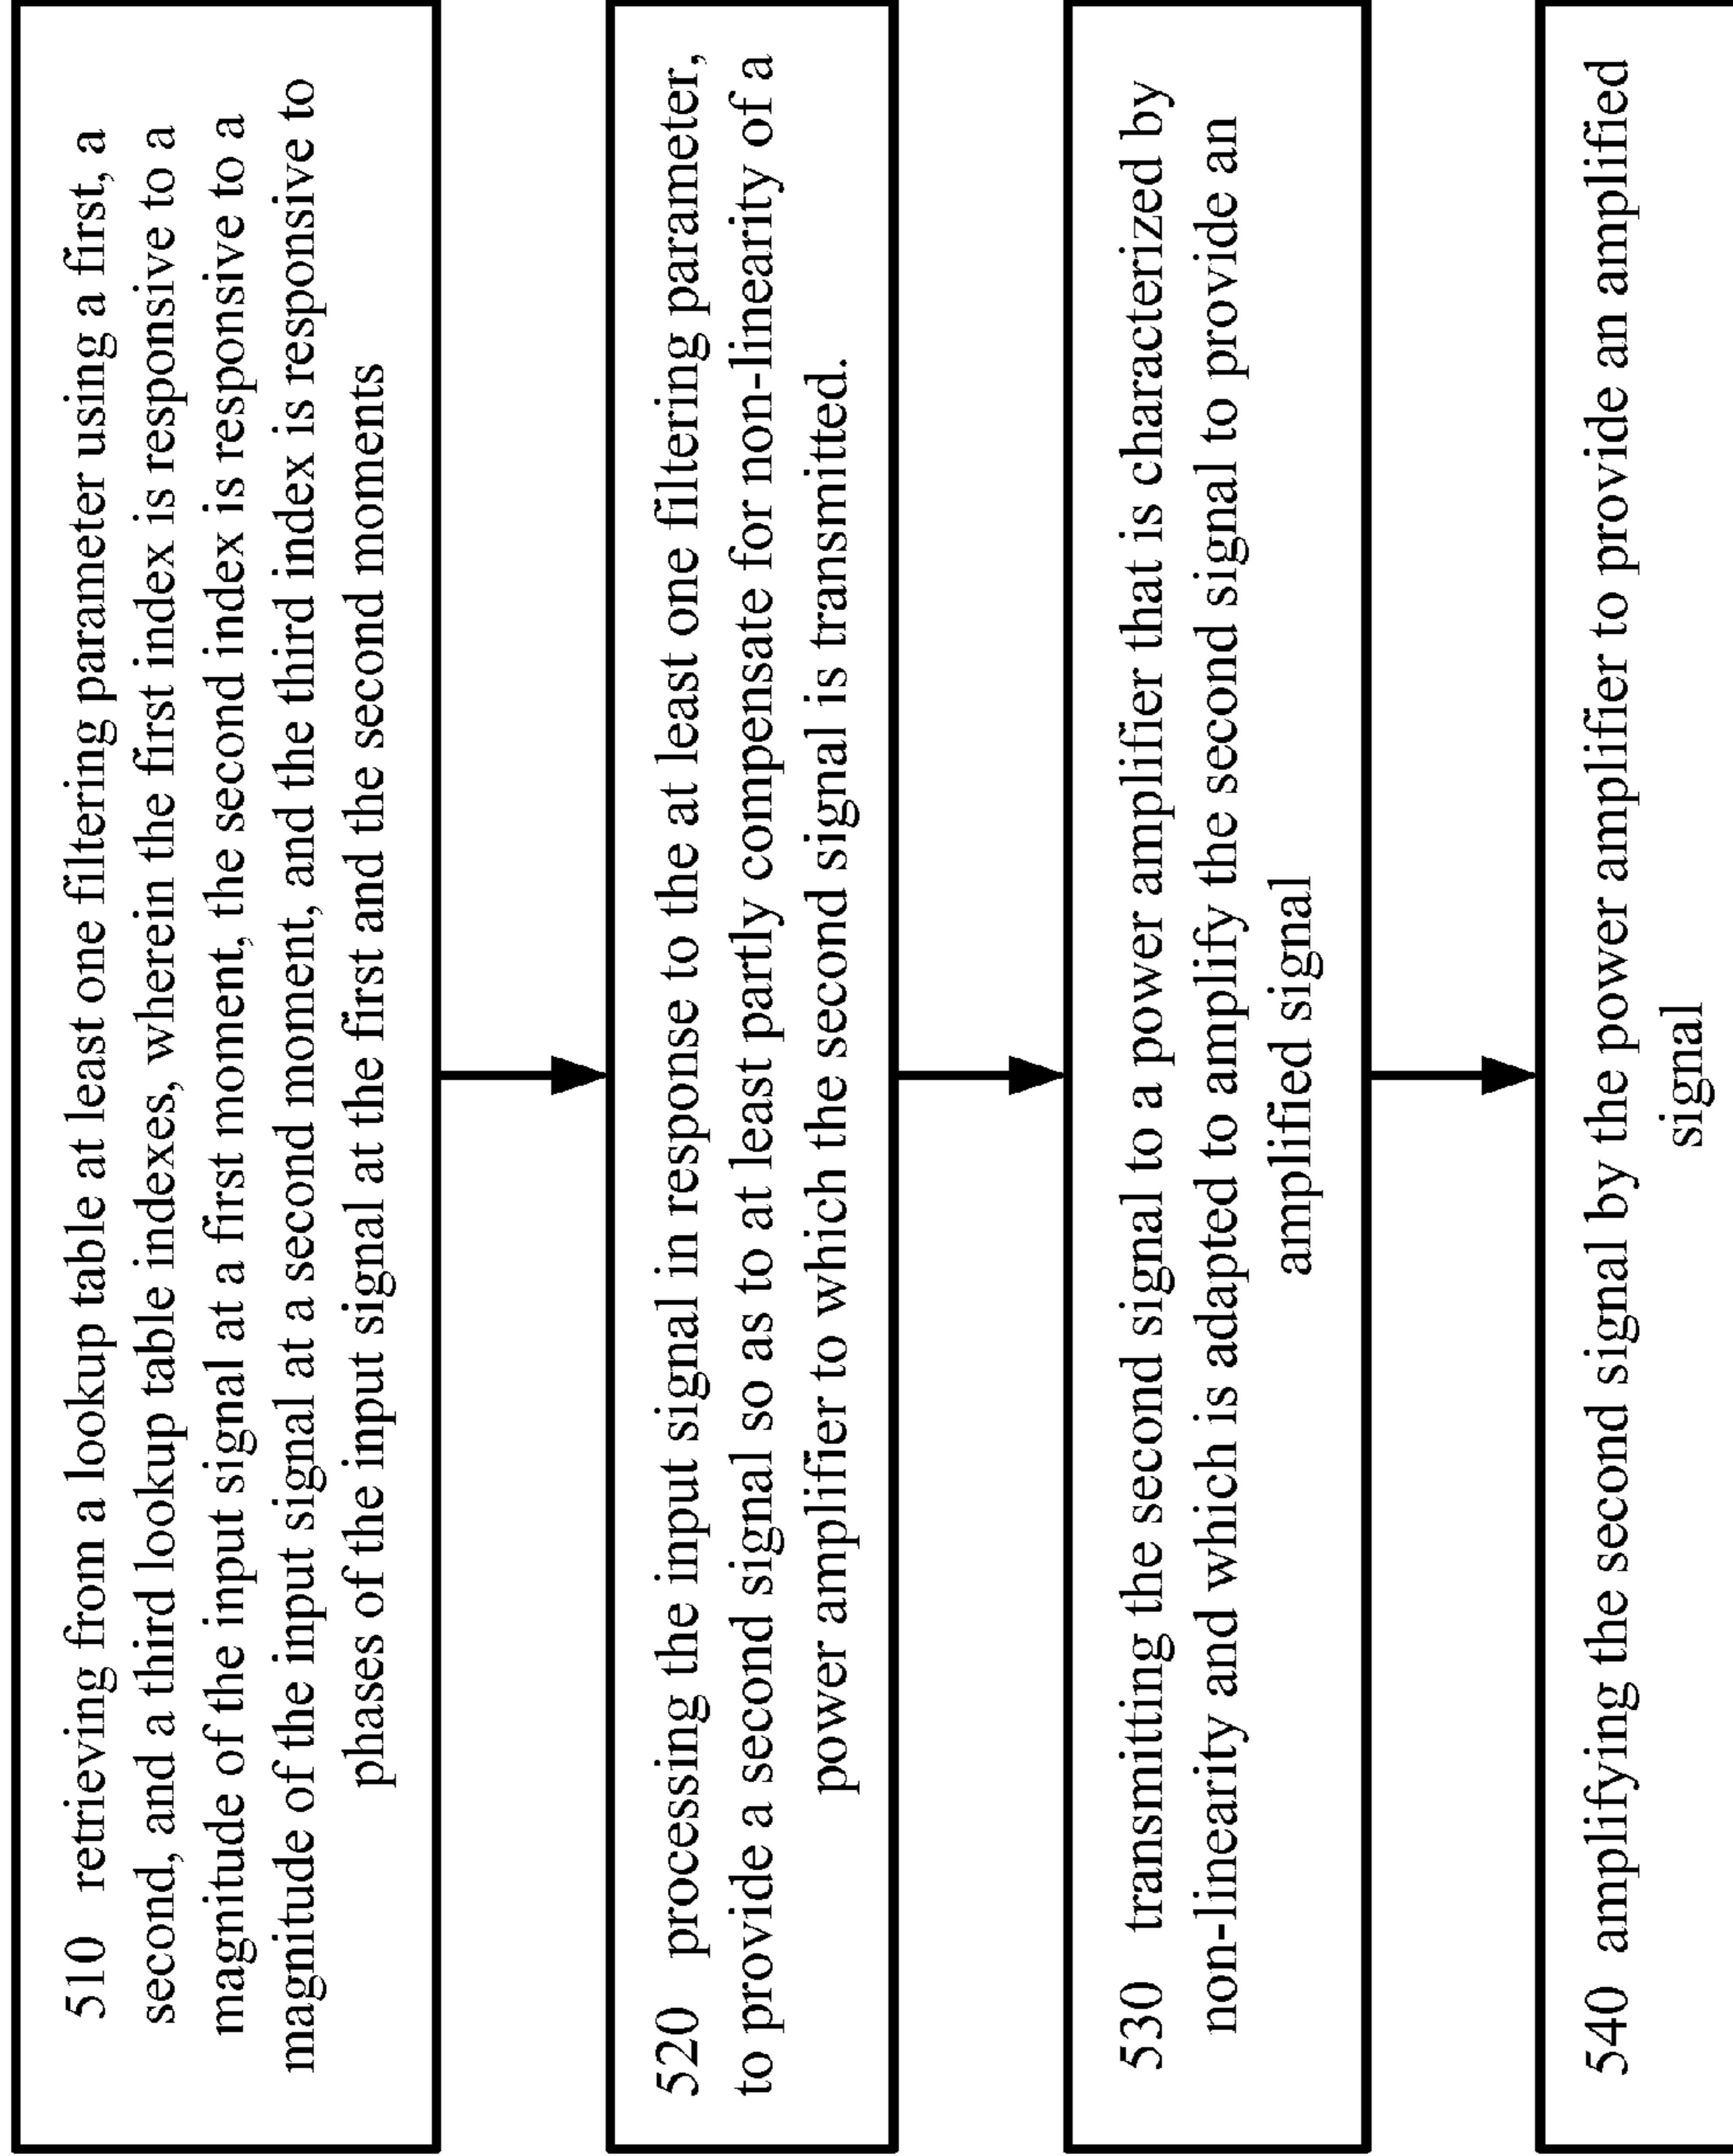 510 retrieving from a lookup table at least one filtering parameter using a first, a
second, and a third lookup table indexes, wherein the first index is responsive to a
magnitude of the input signal at a first moment, the second index is responsive to a
magnitude of the input signal at a second moment, and the third index is responsive to
phases of the input signal at the first and the second moments
520 processing the input signal in response to the at least one filtering parameter,
to provide a second signal so as to at least partly compensate for non-linearity of a
power amplifier to which the second signal is transmitted.
530 transmitting the second signal to a power amplifier that is characterized by
non-linearity and which is adapted to amplify the second signal to provide an
amplified signal
540 amplifying the second signal by the power amplifier to provide an amplified
signal